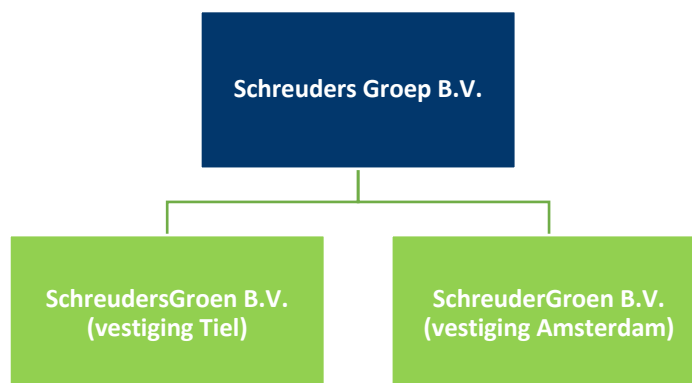 Schreuders Groep B.V.
SchreudersGroen B.V.
(vestiging Tiel)
SchreuderGroen B.V.
(vestiging Amsterdam)